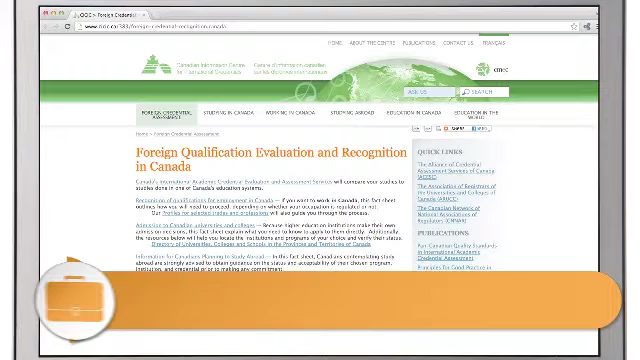 CICIC > Foreign Credential
www.cicic.ca/383/foreign-credential-recognition.canada
HOME ABOUT THE CENTRE PUBLICATIONS CONTACT US FRANÇAIS
Canadian Information Centre for International Credentials
Centre d'information canadien sur les diplômes internationaux
cmec
ASK US
SEARCH
FOREIGN CREDENTIAL ASSESSMENT
STUDYING IN CANADA
WORKING IN CANADA
STUDYING ABROAD
EDUCATION IN CANADA
EDUCATION IN THE WORLD
Home > Foreign Credential Assessment
SHARE
Foreign Qualification Evaluation and Recognition
in Canada
Canada's International Academic Credential Evaluation and Assessment Services will compare your studies to
studies done in one of Canada's education systems.
Recognition of qualifications for employment in Canada — If you want to work in Canada, this fact sheet
outlines how you will need to proceed, depending on whether your occupation is regulated or not.
Our Profiles for selected trades and professions will also guide you through the process.
Admission to Canadian universities and colleges — Because higher education institutions make their own
admission decisions, this fact sheet explains what you need to know to apply to them directly. Additionally,
the resources below will help you locate the institutions and programs of your choice and verify their status.
Directory of Universities, Colleges and Schools in the Provinces and Territories of Canada
Information for Canadians Planning to Study Abroad — In this fact sheet, Canadians contemplating study
abroad are strongly advised to obtain guidance on the status and acceptability of their chosen program,
institution, and credential prior to making any commitment
QUICK LINKS
The Alliance of Credential
Assessment Services of Canada
(ACESC)
The Association of Registrars of
the Universities and Colleges of
Canada (ARUCC)
The Canadian Network of
National Associations of
Regulators (CNNAR)
PUBLICATIONS
Pan-Canadian Quality Standards
in International Academic
Credential Assessment
Principles for Good Practice in